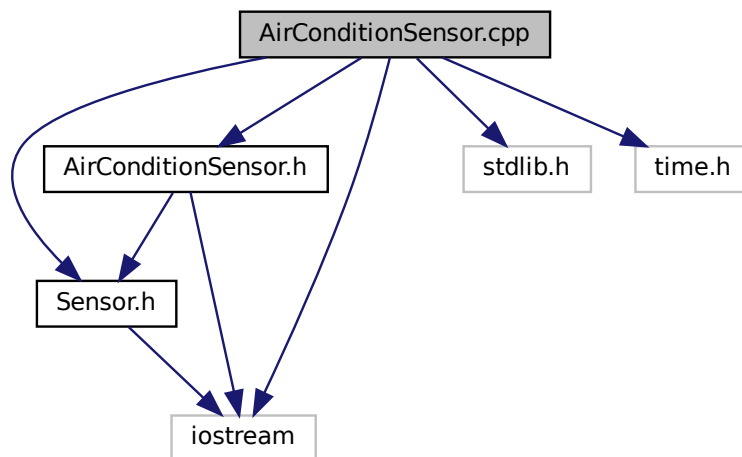 AirConditionSensor.cpp
AirConditionSensor.h
stdlib.h
time.h
Sensor.h
iostream